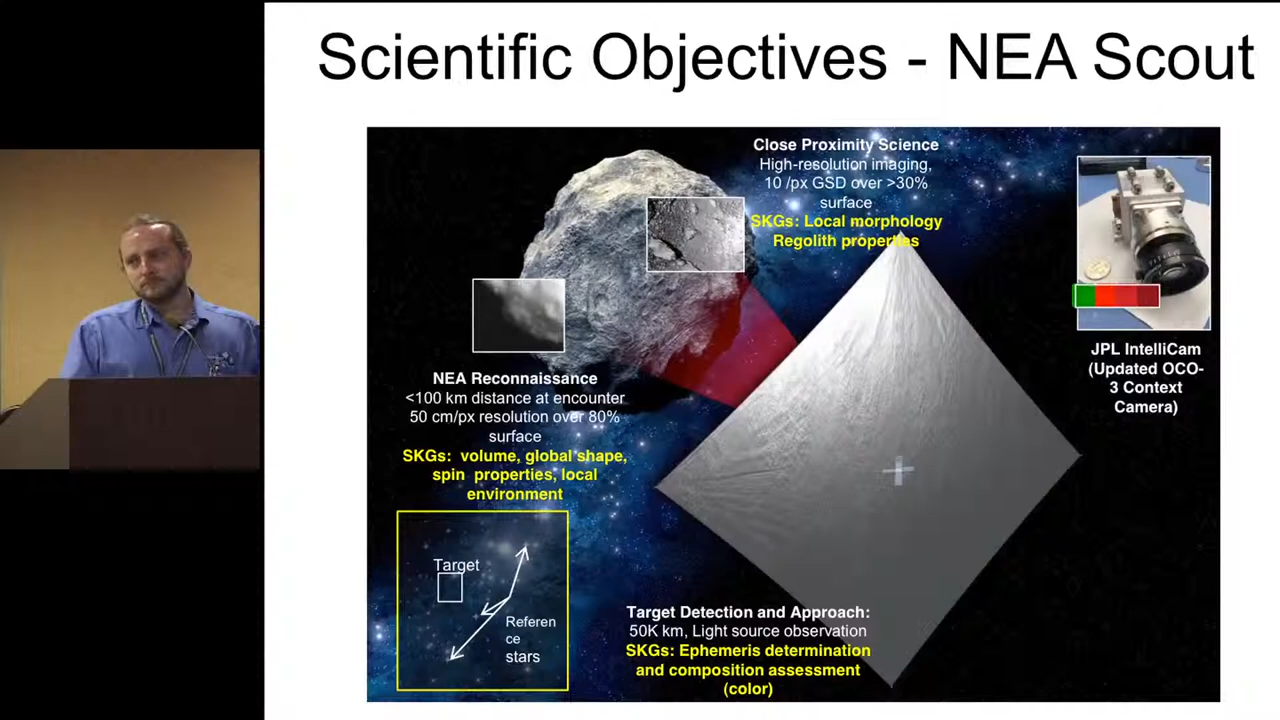 Scientific Objectives - NEA Scout
Close Proximity Science
High-resolution imaging,
10 /px GSD over >30%
surface
SKGs: Local morphology
Regolith properties
JPL IntelliCam
(Updated OCO-
3 Context
Camera)
NEA Reconnaissance
<100 km distance at encounter
50 cm/px resolution over 80%
surface
SKGs: volume, global shape,
spin properties, local
environment
Target
Referen
ce
stars
Target Detection and Approach:
50K km, Light source observation
SKGs: Ephemeris determination
and composition assessment
(color)